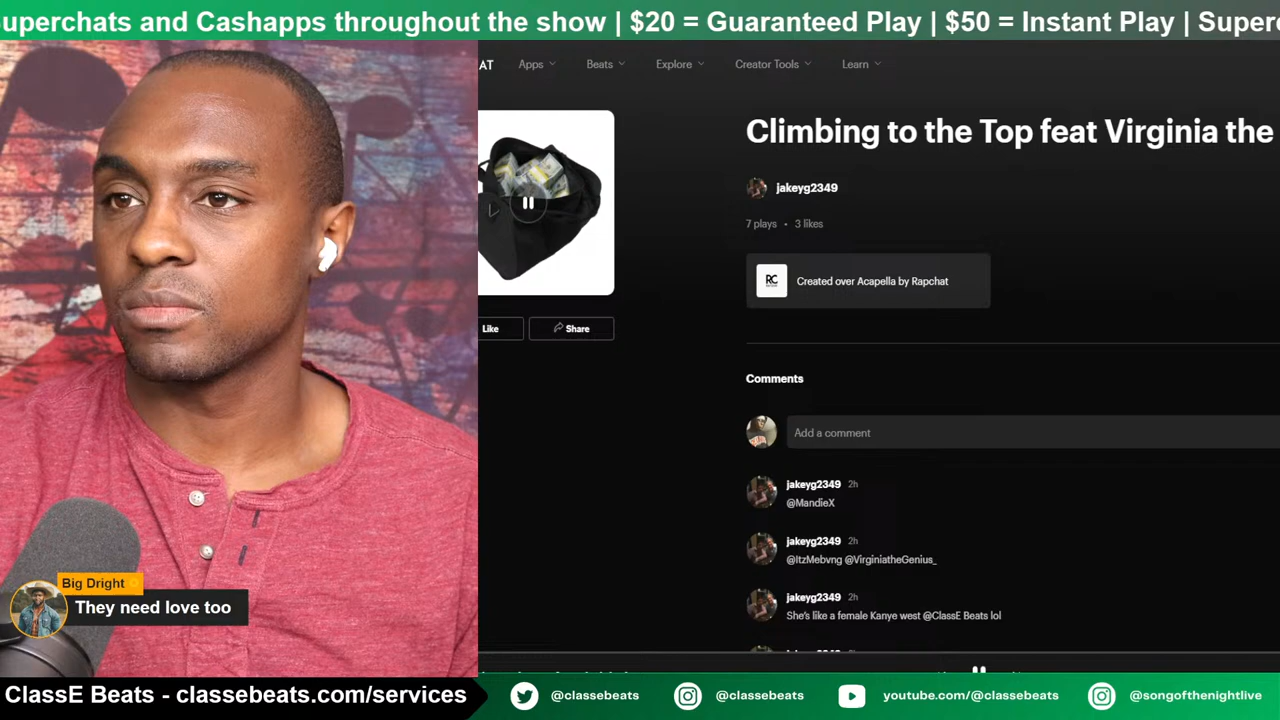 uperchats and Cashapps throughout the show | $20 = Guaranteed Play | $50 = Instant Play |
AT Apps Beats Explore Creator Tools Learn
Climbing to the Top feat Virginia the
jakeyg2349
7 plays • 3 likes
RC
Created over Acapella by Rapchat
Like
Share
Comments
Add a comment
jakeyg2349 2h
@MandieX
jakeyg2349 2h
@ItzMebvng @VirginiatheGenius_
jakeyg2349 2h
She's like a female Kanye west @ClassE Beats lol
Big Dright
They need love too
ClassE Beats - classebeats.com/services
@classebeats
@classebeats
youtube.com/@classebeats
@songofthenightlive